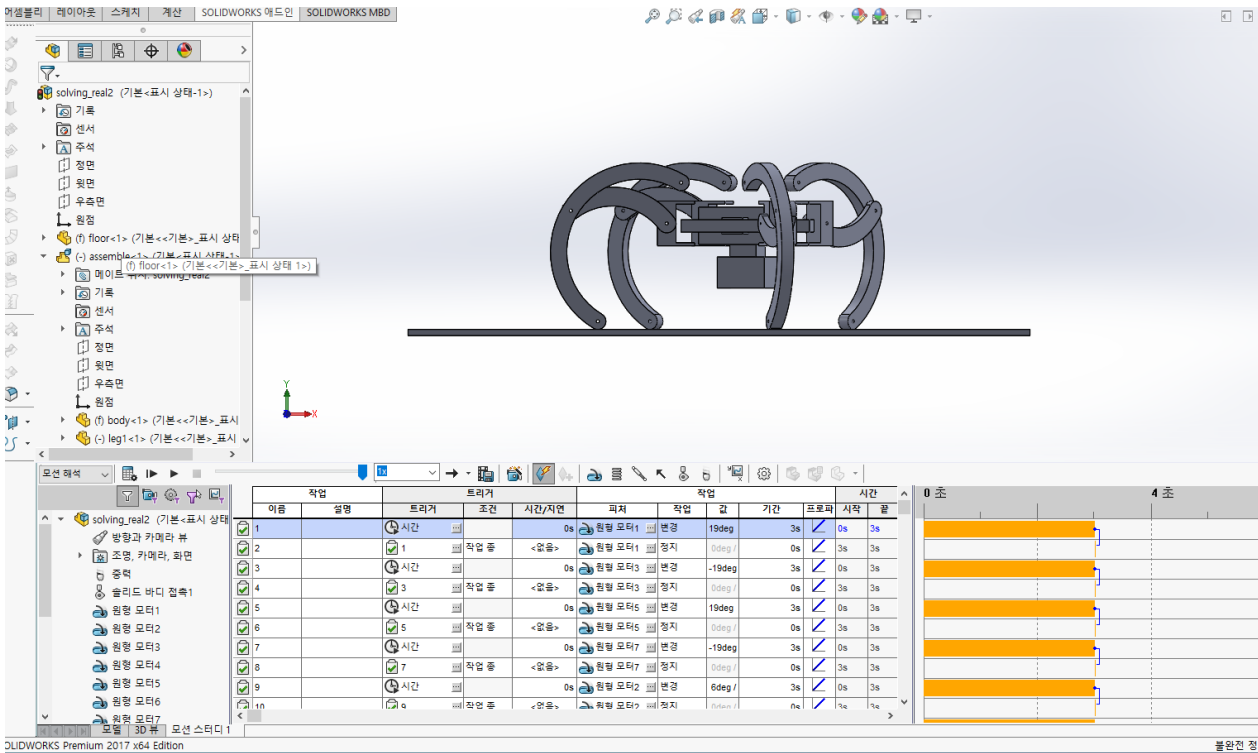 어셈블리 레이아웃 스케치 계산 SOLIDWORKS 애드인 SOLIDWORKS MBD
solving_real2 (기본<표시 상태-1>)
기록
센서
주석
정면
윗면
우측면
원점
(f) floor<1> (기본<<기본>_표시 상태
(-) assemble<1> (기본<표시 상태-1>
(f) floor<1> (기본<<기본>_표시 상태 1>)
메이트 위치: solving_real2
기록
센서
주석
정면
윗면
우측면
원점
(f) body<1> (기본<<기본>_표시
(-) leg1<1> (기본<<기본>_표시
Y
X
모션 해석
1x
작업 트리거 작업 시간
이름 설명 트리거 조건 시간/지연 피처 작업 값 기간 프로파 시작 끝
1 시간 0s 원형 모터1 변경 19deg 3s 0s 3s
2 1 작업 종 <없음> 원형 모터1 정지 0deg / 0s 3s 3s
3 시간 0s 원형 모터3 변경 -19deg 3s 0s 3s
4 3 작업 종 <없음> 원형 모터3 정지 0deg / 0s 3s 3s
5 시간 0s 원형 모터5 변경 19deg 3s 0s 3s
6 5 작업 종 <없음> 원형 모터5 정지 0deg / 0s 3s 3s
7 시간 0s 원형 모터7 변경 -19deg 3s 0s 3s
8 7 작업 종 <없음> 원형 모터7 정지 0deg / 0s 3s 3s
9 시간 0s 원형 모터2 변경 6deg / 3s 0s 3s
10 9 작업 종 <없음> 원형 모터2 정지 0deg / 0s 3s 3s
0 초 4 초
solving_real2 (기본<표시 상태
방향과 카메라 뷰
조명, 카메라, 화면
중력
솔리드 바디 접촉1
원형 모터1
원형 모터2
원형 모터3
원형 모터4
원형 모터5
원형 모터6
원형 모터7
모델 3D 뷰 모션 스터디 1
OLIDWORKS Premium 2017 x64 Edition
불완전 정